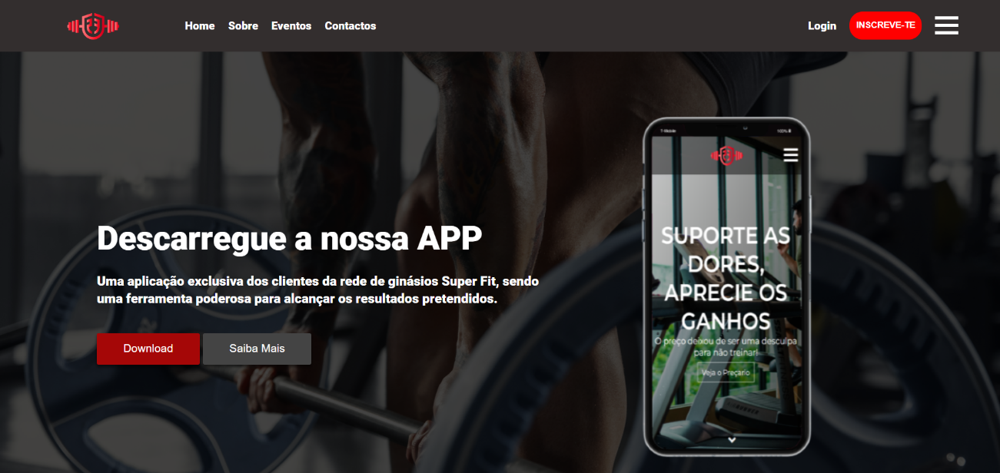 Home Sobre Eventos Contactos Login INSCREVE-TE
Descarregue a nossa APP
Uma aplicação exclusiva dos clientes da rede de ginásios Super Fit, sendo
uma ferramenta poderosa para alcançar os resultados pretendidos.
Download Saiba Mais
T-Mobile 100%
SUPORTE AS
DORES,
APRECIE OS
GANHOS
O preço deixou de ser uma desculpa
para não treinar!
Veja o Preçario